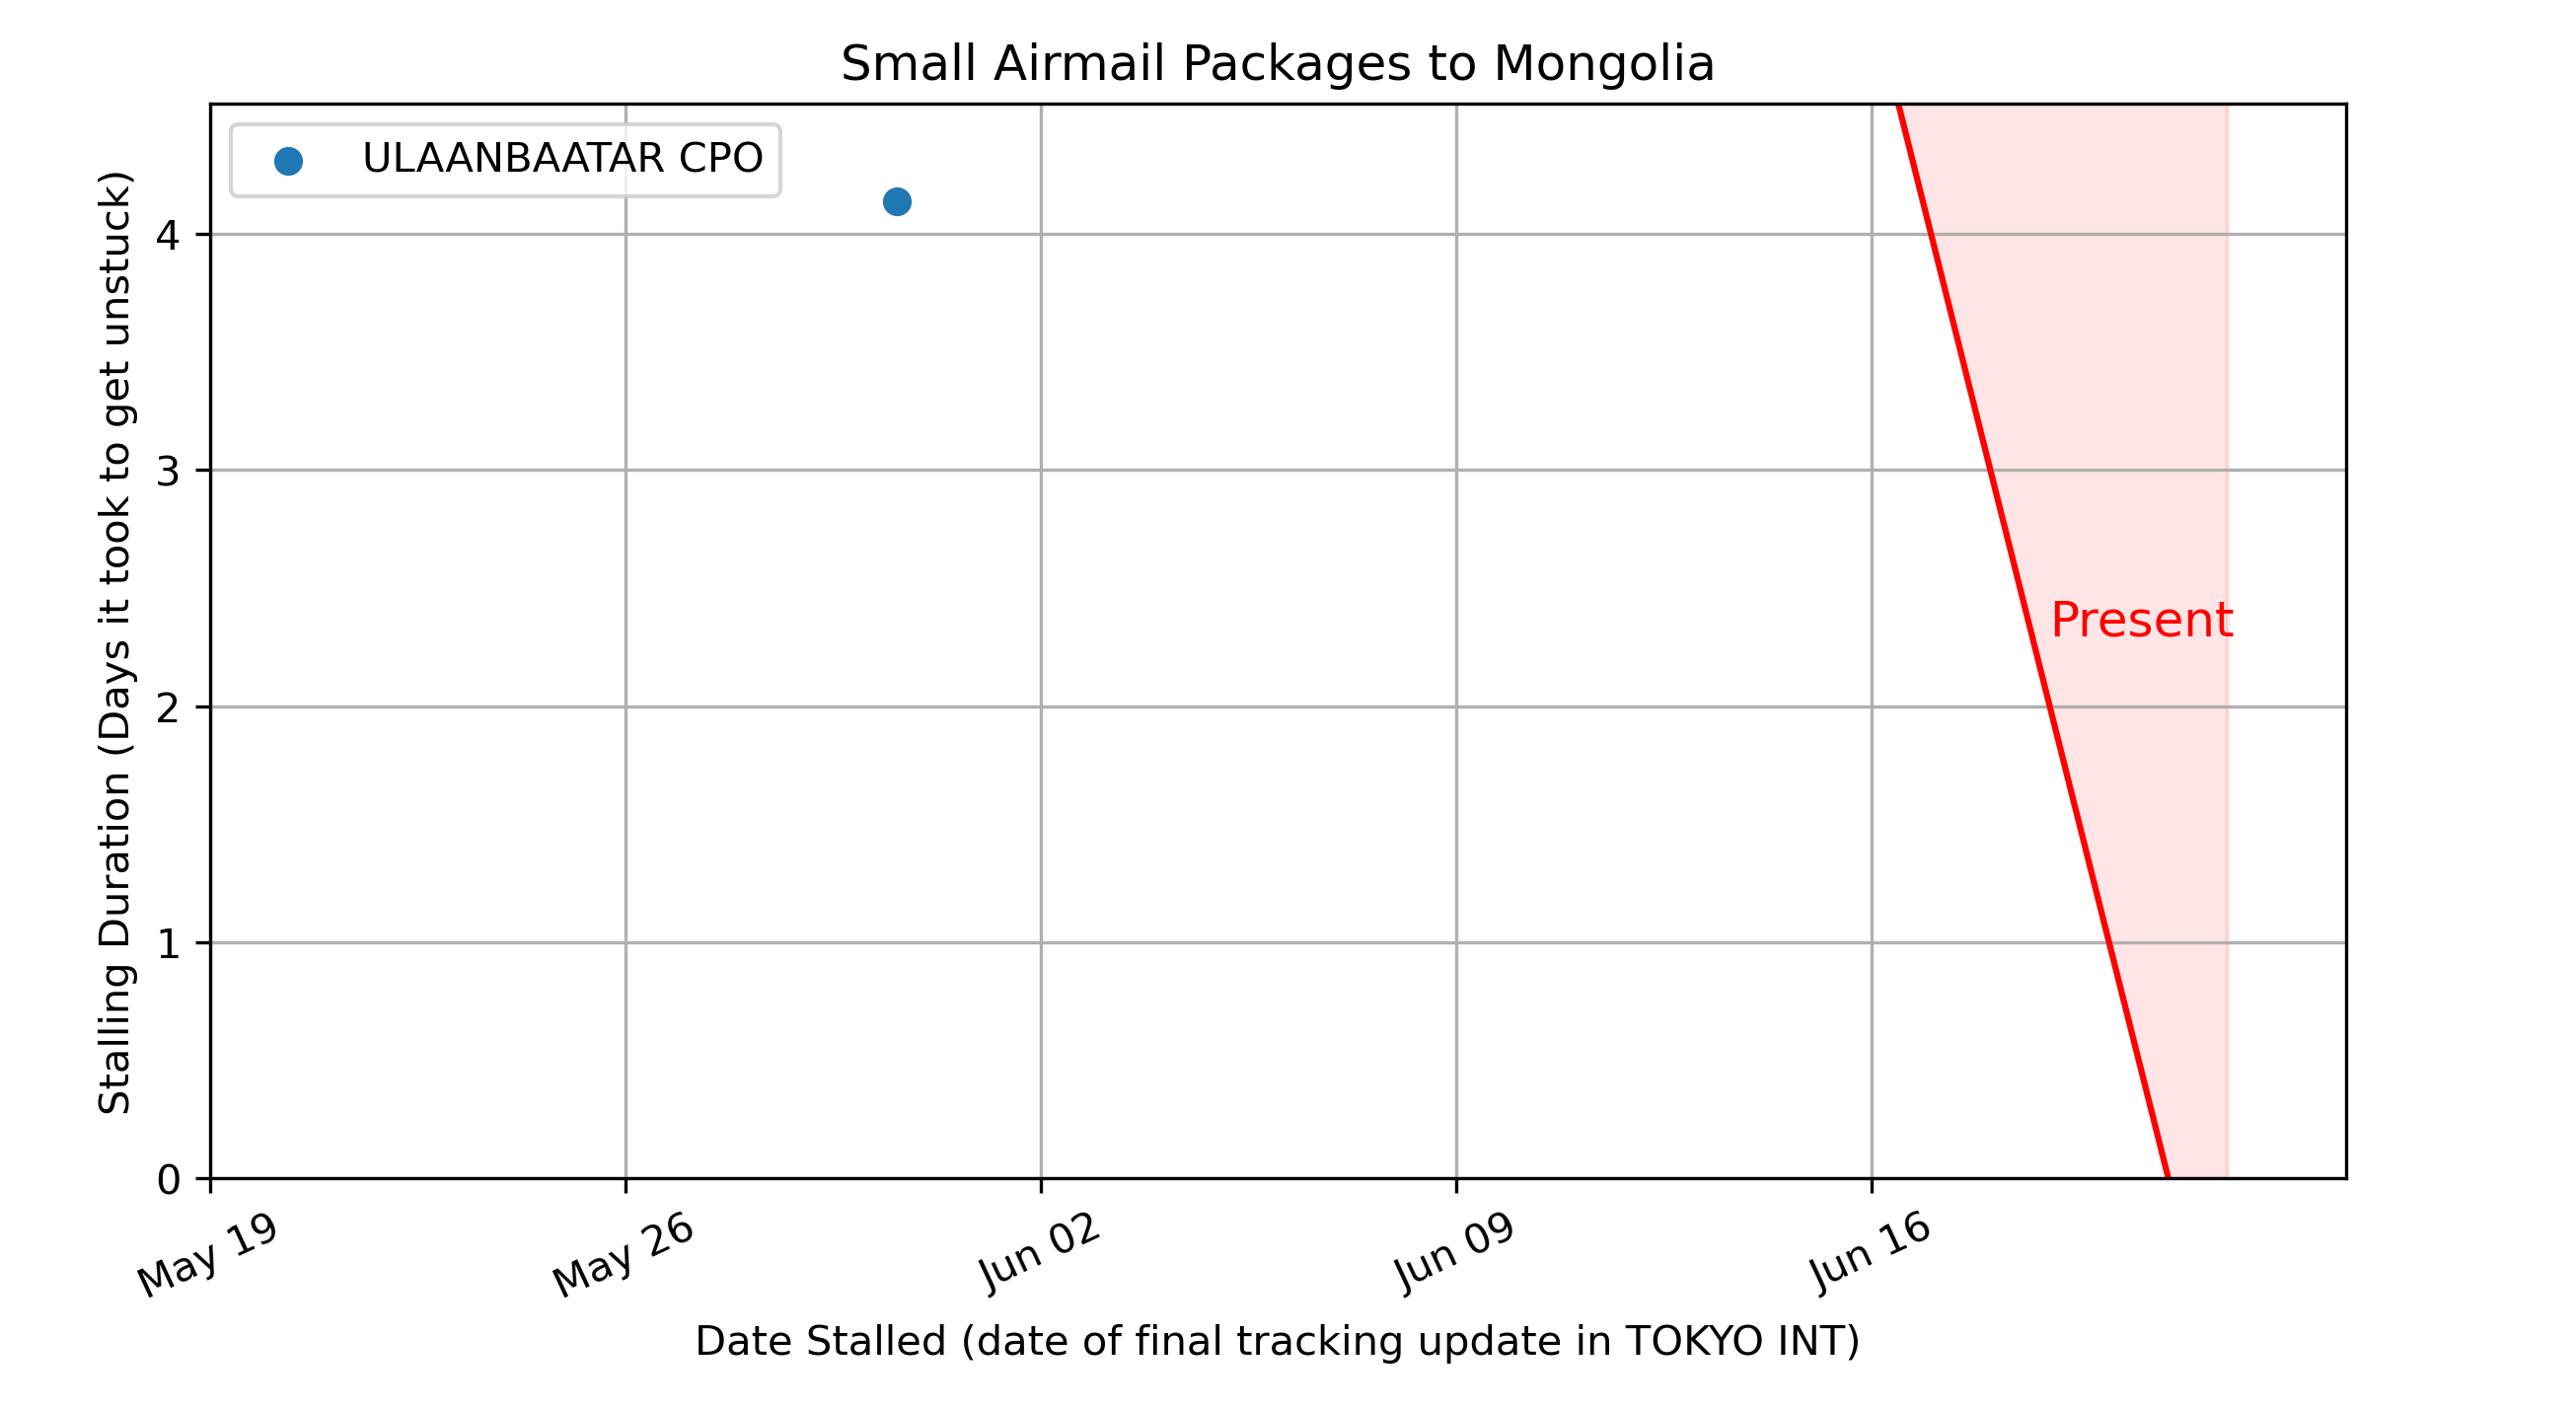 Small Airmail Packages to Mongolia
ULAANBAATAR CPO
Stalling Duration (Days it took to get unstuck)
4
3
2
1
0
Present
May 19
May 26
Jun 02
Jun 09
Jun 16
Date Stalled (date of final tracking update in TOKYO INT)